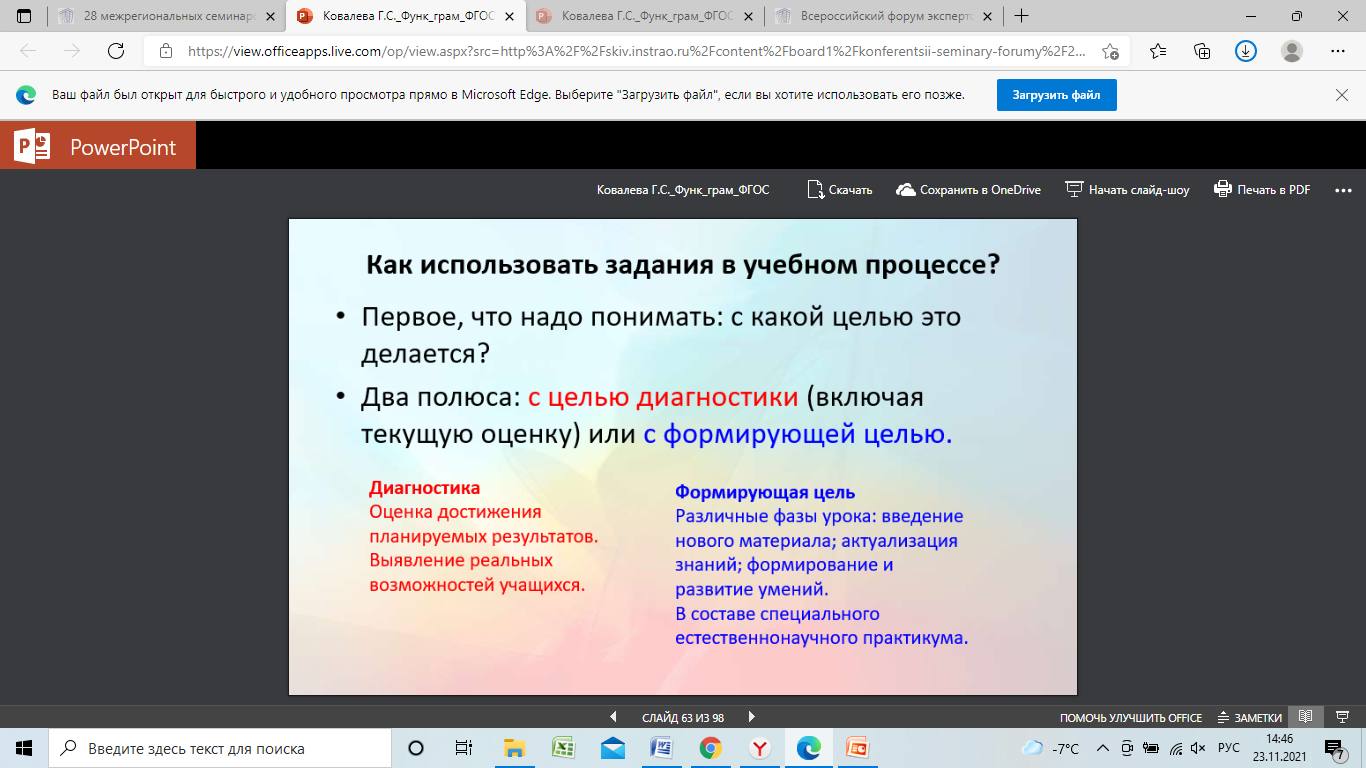 28 межрегиональных семинаро
Ковалева Г.С._Функ_грам_ФГОС
Ковалева Г.С._Функ_грам_ФГОС
Всероссийский форум эксперто
https://view.officeapps.live.com/op/view.aspx?src=http%3A%2F%2Fskiv.instrao.ru%2Fcontent%2Fboard1%2Fkonferentsii-seminary-forumy%2F2...
Ваш файл был открыт для быстрого и удобного просмотра прямо в Microsoft Edge. Выберите "Загрузить файл", если вы хотите использовать его позже.
Загрузить файл
PowerPoint
Ковалева Г.С._Функ_грам_ФГОС
Скачать
Сохранить в OneDrive
Начать слайд-шоу
Печать в PDF
Как использовать задания в учебном процессе?
• Первое, что надо понимать: с какой целью это
делается?
• Два полюса: с целью диагностики (включая
текущую оценку) или с формирующей целью.
Диагностика
Оценка достижения
планируемых результатов.
Выявление реальных
возможностей учащихся.
Формирующая цель
Различные фазы урока: введение
нового материала; актуализация
знаний; формирование и
развитие умений.
В составе специального
естественнонаучного практикума.
СЛАЙД 63 ИЗ 98
ПОМОЧЬ УЛУЧШИТЬ OFFICE
ЗАМЕТКИ
Введите здесь текст для поиска
-7°C
РУС
14:46
23.11.2021
7